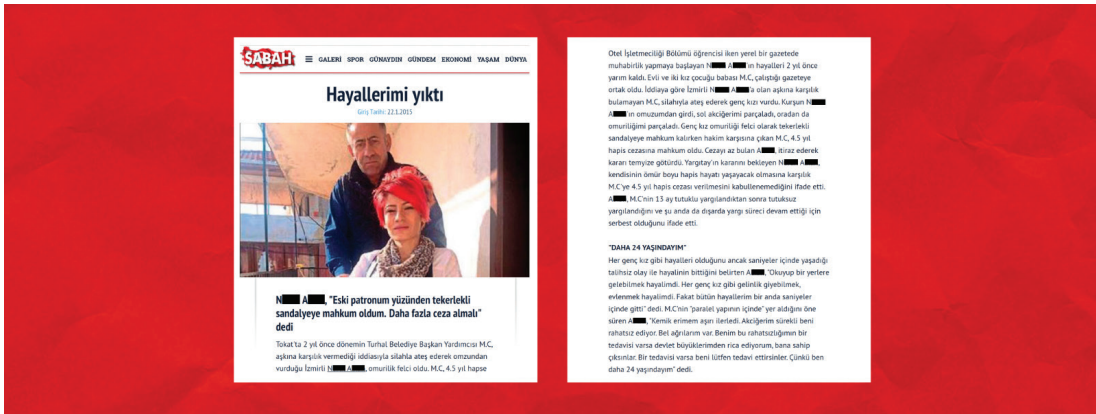 SABAH
GALERİ SPOR GÜNAYDIN GÜNDEM EKONOMİ YAŞAM DÜNYA
Hayallerimi yıktı
Giriş Tarihi: 22.1.2015
N A, "Eski patronum yüzünden tekerlekli
sandalyeye mahkum oldum. Daha fazla ceza almalı"
dedi
Tokat'ta 2 yıl önce dönemin Turhal Belediye Başkan Yardımcısı M.C,
aşkına karşılık vermediği iddiasıyla silahla ateş ederek omzundan
vurduğu İzmirli N A, omurilik felci oldu. M.C, 4.5 yıl hapse
Otel İşletmeciliği Bölümü öğrencisi iken yerel bir gazetede
muhabirlik yapmaya başlayan N A'ın hayalleri 2 yıl önce
yarım kaldı. Evli ve iki kız çocuğu babası M.C, çalıştığı gazeteye
ortak oldu. İddiaya göre İzmirli N A'a olan aşkına karşılık
bulamayan M.C, silahıyla ateş ederek genç kızı vurdu. Kurşun N
A'ın omuzumdan girdi, sol akciğerimi parçaladı, oradan da
omuriliğimi parçaladı. Genç kız omuriliği felci olarak tekerlekli
sandalyeye mahkum kalırken hakim karşısına çıkan M.C, 4.5 yıl
hapis cezasına mahkum oldu. Cezayı az bulan A, itiraz ederek
kararı temyize götürdü. Yargıtay'ın kararını bekleyen N A,
kendisinin ömür boyu hapis hayatı yaşayacak olmasına karşılık
M.C'ye 4.5 yıl hapis cezası verilmesini kabullenemediğini ifade etti.
A, M.C'nin 13 ay tutuklu yargılandıktan sonra tutuksuz
yargılandığını ve şu anda da dışarda yargı süreci devam ettiği için
serbest olduğunu ifade etti.
"DAHA 24 YAŞINDAYIM"
Her genç kız gibi hayalleri olduğunu ancak saniyeler içinde yaşadığı
talihsiz olay ile hayalinin bittiğini belirten A, "Okuyup bir yerlere
gelebilmek hayalimdi. Her genç kız gibi gelinlik giyebilmek,
evlenmek hayalimdi. Fakat bütün hayallerim bir anda saniyeler
içinde gitti" dedi. M.C'nin "paralel yapının içinde" yer aldığını öne
süren A, "Kemik erimem aşırı ilerledi. Akciğerim sürekli beni
rahatsız ediyor. Bel ağrılarım var. Benim bu rahatsızlığımın bir
tedavisi varsa devlet büyüklerimden rica ediyorum, bana sahip
çıksınlar. Bir tedavisi varsa beni lütfen tedavi ettirsinler. Çünkü ben
daha 24 yaşındayım" dedi.